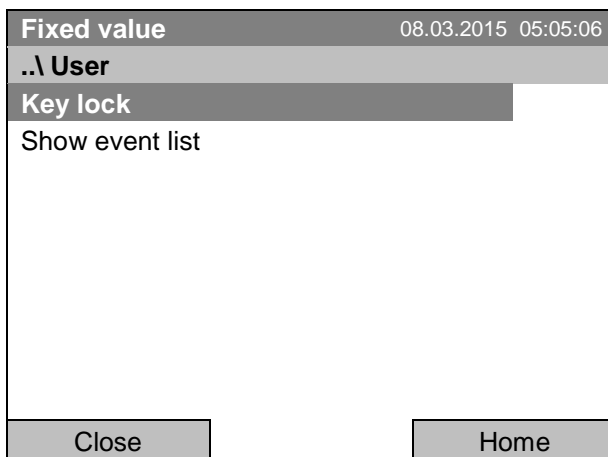 Fixed value 08.03.2015 05:05:06
..\ User
Key lock
Show event list
Close Home